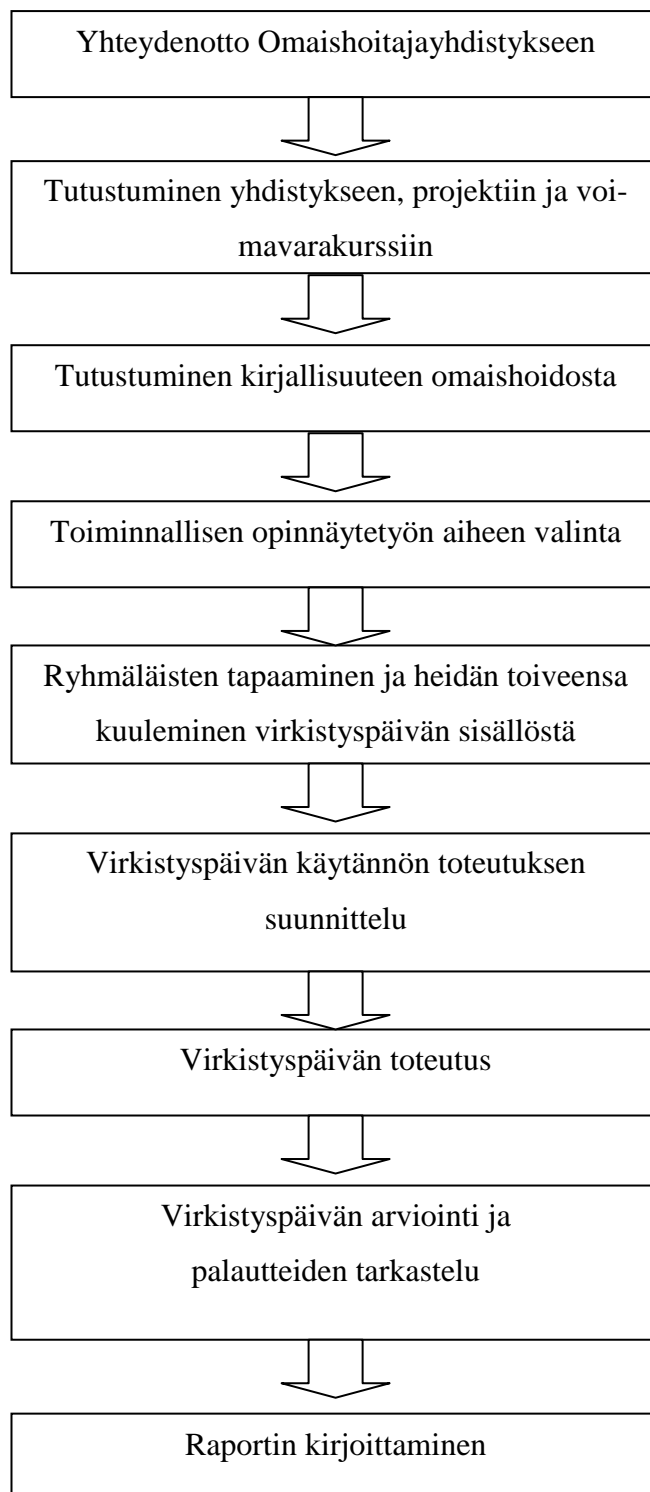 Yhteydenotto Omaishoitajayhdistykseen
Tutustuminen yhdistykseen, projektiin ja voi-
mavarakurssiin
Tutustuminen kirjallisuuteen omaishoidosta
Toiminnallisen opinnäytetyön aiheen valinta
Ryhmäläisten tapaaminen ja heidän toiveensa
kuuleminen virkistyspäivän sisällöstä
Virkistyspäivän käytännön toteutuksen
suunnittelu
Virkistyspäivän toteutus
Virkistyspäivän arviointi ja
palautteiden tarkastelu
Raportin kirjoittaminen